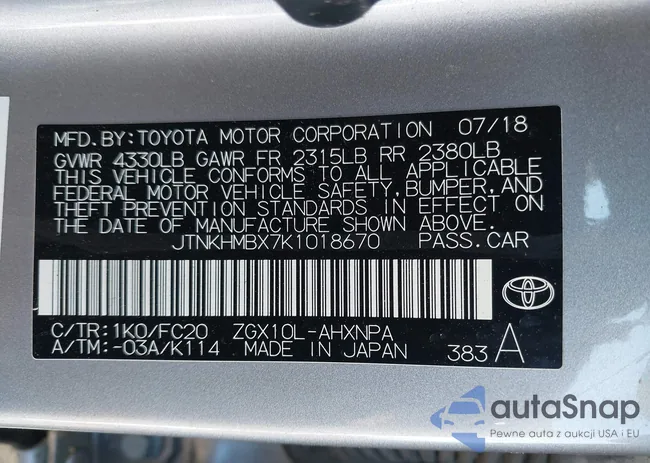 MFD.BY:TOYOTA MOTOR CORPORATION 07/18
GVWR 4330LB GAWR FR 2315LB RR 2380LB
THIS VEHICLE CONFORMS TO ALL APPLICABLE
FEDERAL MOTOR VEHICLE SAFETY,BUMPER,AND
THEFT PREVENTION STANDARDS IN EFFECT ON
THE DATE OF MANUFACTURE SHOWN ABOVE.
JTNKHMBX7K1018670 PASS.CAR
C/TR:1K0/FC20 ZGX10L-AHXNPA
A/TM:-03A/K114 MADE IN JAPAN 383 A
autaSnap
Pewne auta z aukcji USA i EU